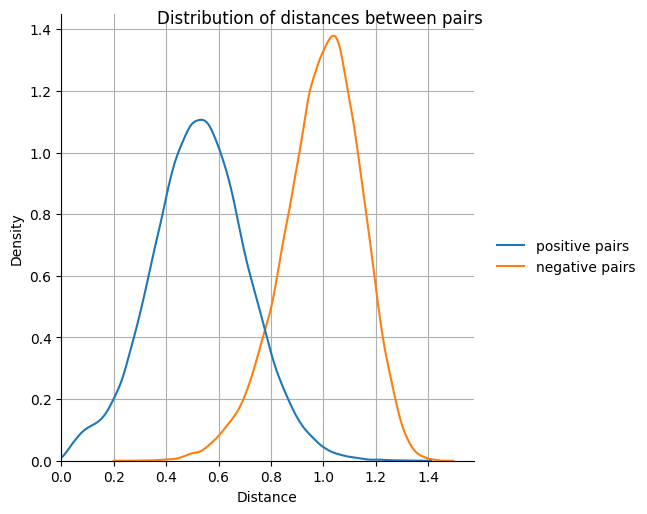 Distribution of distances between pairs
1.4
1.2
1.0
0.8
0.6
0.4
0.2
0.0
Density
0.0 0.2 0.4 0.6 0.8 1.0 1.2 1.4
Distance
positive pairs
negative pairs